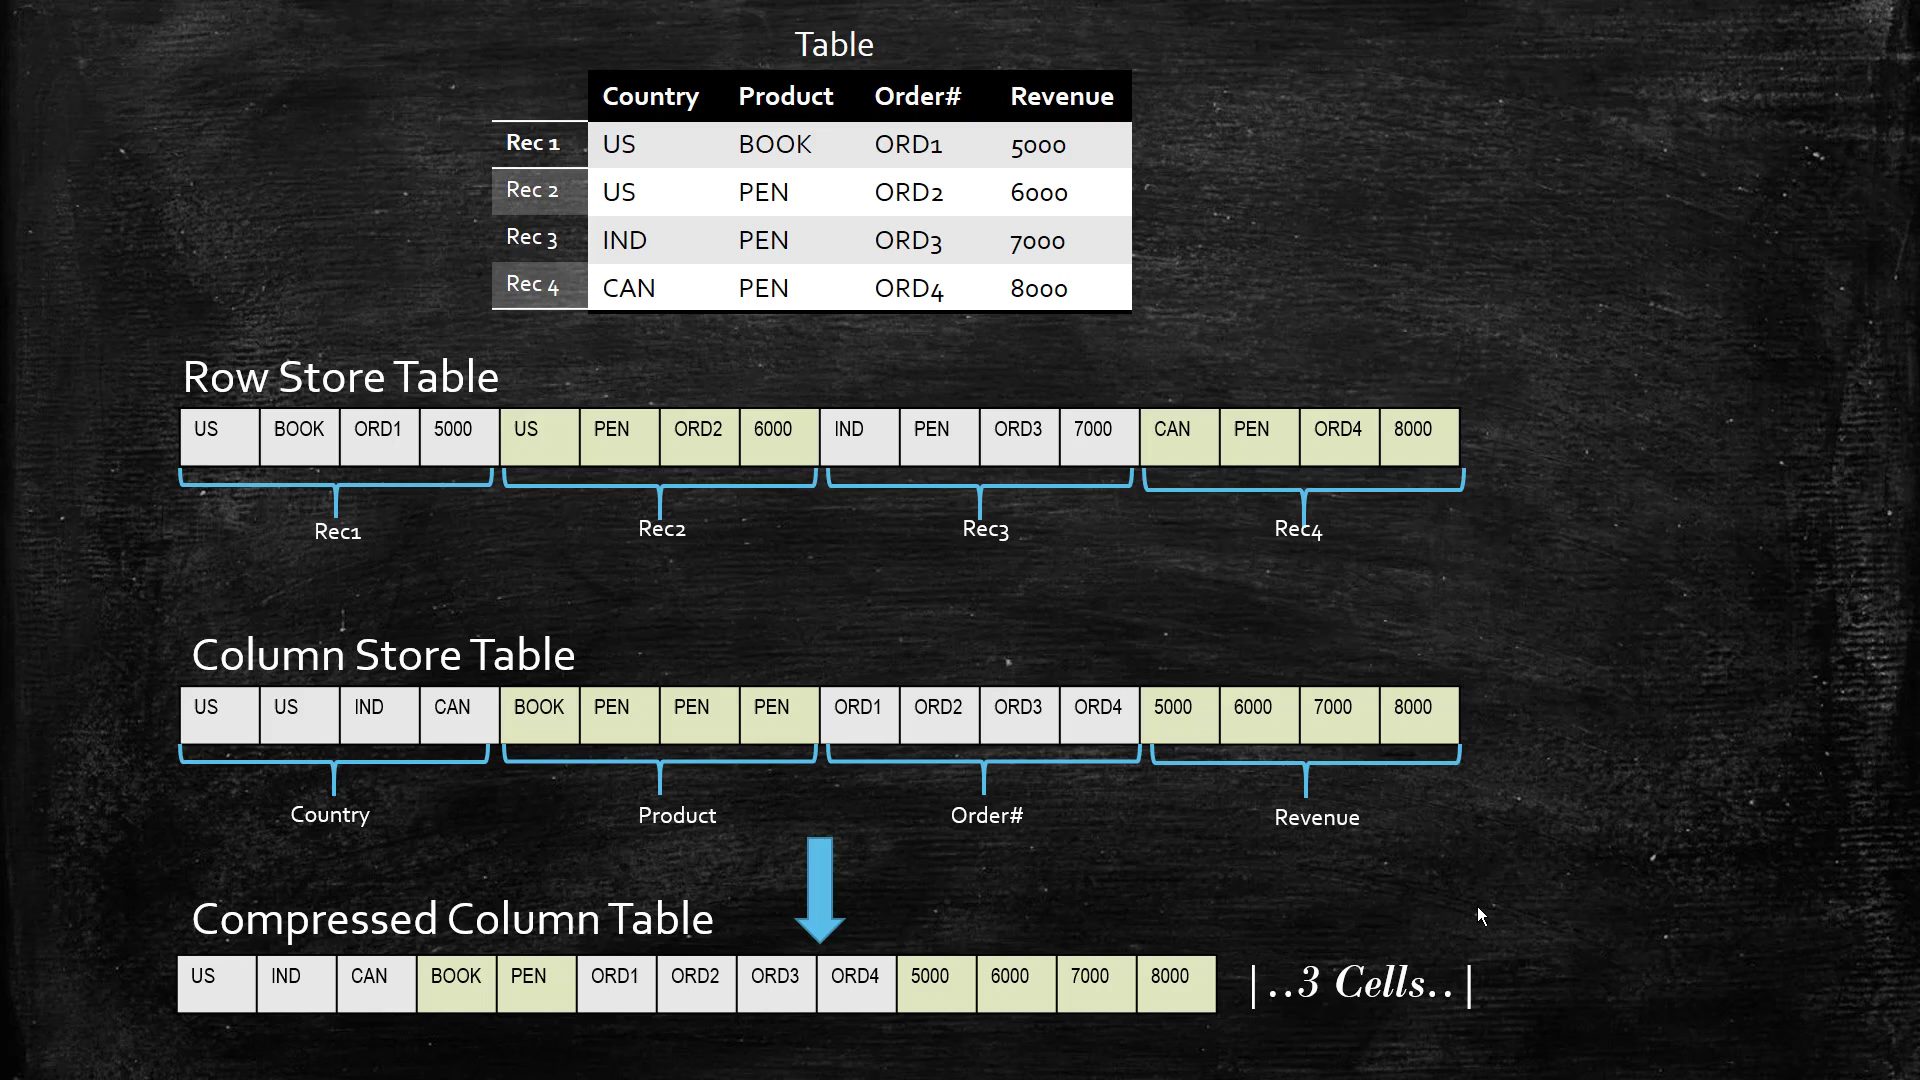 Table
Country Product Order# Revenue
Rec 1 US BOOK ORD1 5000
Rec 2 US PEN ORD2 6000
Rec 3 IND PEN ORD3 7000
Rec 4 CAN PEN ORD4 8000
Row Store Table
US BOOK ORD1 5000 US PEN ORD2 6000 IND PEN ORD3 7000 CAN PEN ORD4 8000
Rec1 Rec2 Rec3 Rec4
Column Store Table
US US IND CAN BOOK PEN PEN PEN ORD1 ORD2 ORD3 ORD4 5000 6000 7000 8000
Country Product Order# Revenue
Compressed Column Table
US IND CAN BOOK PEN ORD1 ORD2 ORD3 ORD4 5000 6000 7000 8000 |..3 Cells..|